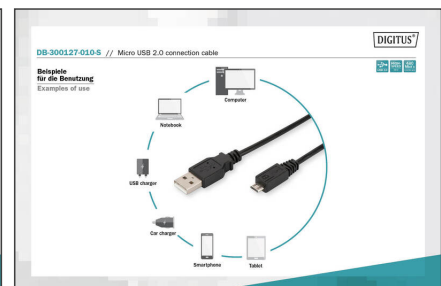 DIGITUS®
DB-300127-010-S // Micro USB 2.0 connection cable
Beispiele
für die Benutzung
Examples of use
Computer
Notebook
USB charger
Car charger
Smartphone
Tablet